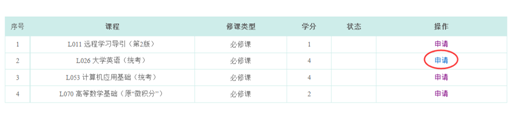 序号 课程 修课类型 学分 状态 操作
1 L011 远程学习导引（第2版） 必修课 1 申请
2 L026 大学英语（统考） 必修课 4 申请
3 L053 计算机应用基础（统考） 必修课 4 申请
4 L070 高等数学基础（原“微积分”） 必修课 2 申请